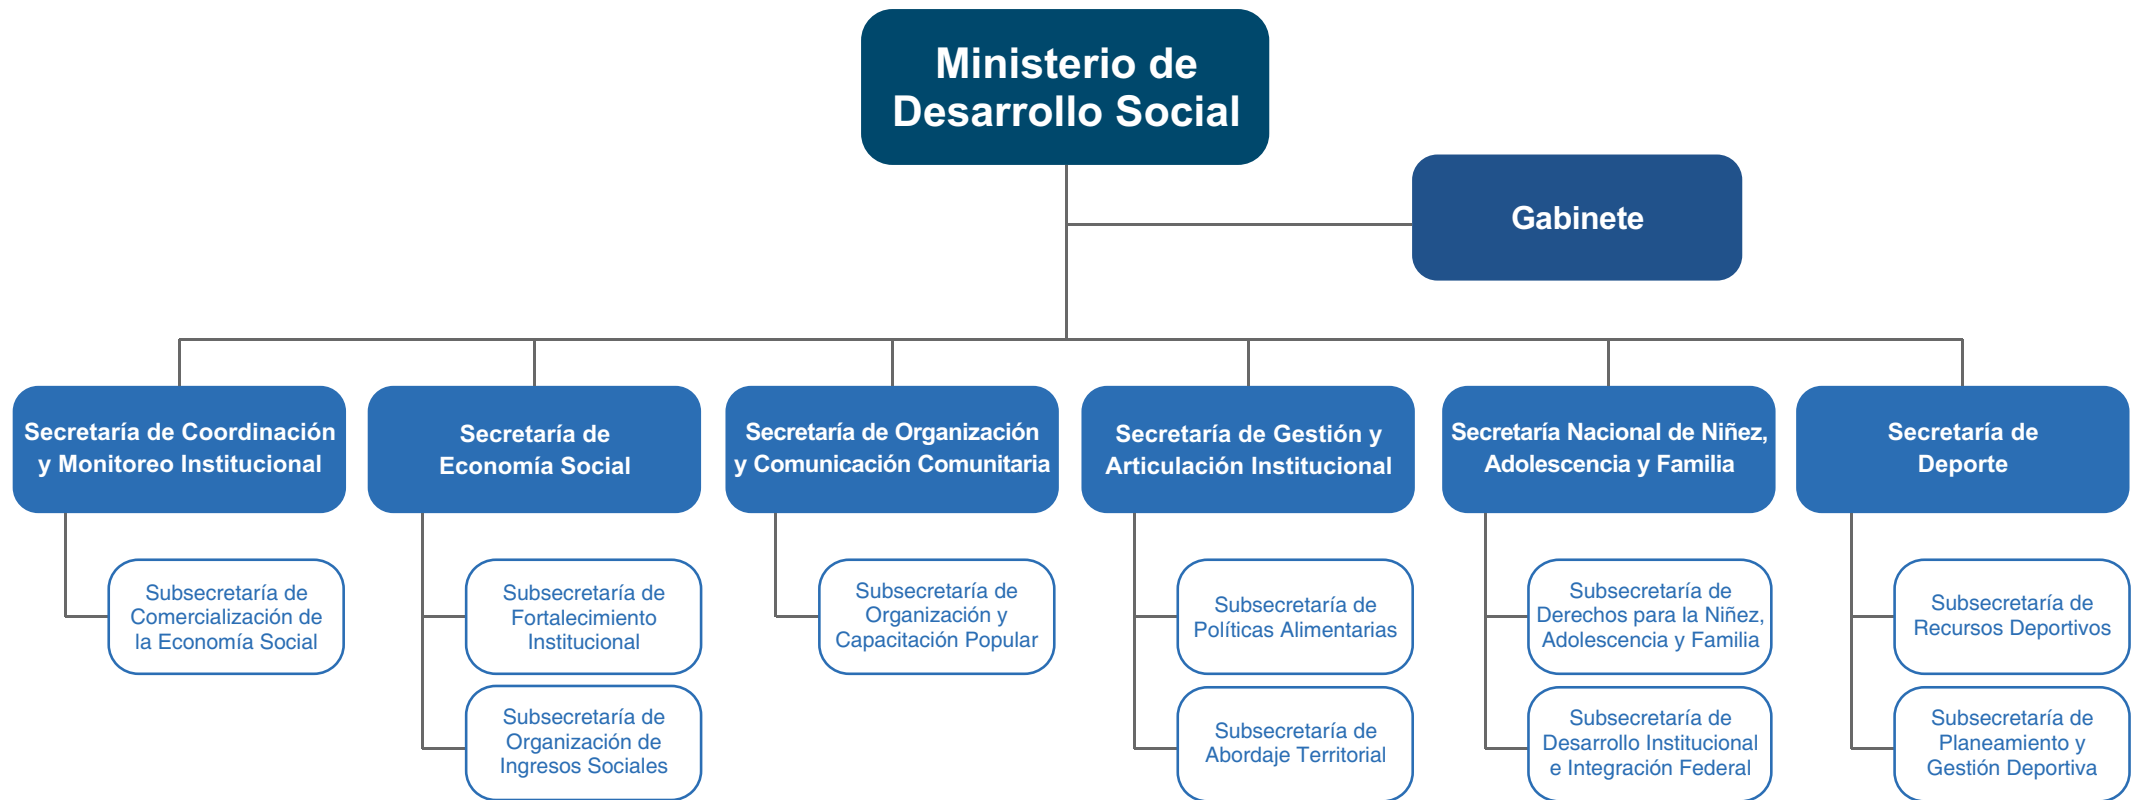 Ministerio de
Desarrollo Social
Gabinete
Secretaría de Coordinación
y Monitoreo Institucional
Secretaría de
Economía Social
Secretaría de Organización
y Comunicación Comunitaria
Secretaría de Gestión y
Articulación Institucional
Secretaría Nacional de Niñez,
Adolescencia y Familia
Secretaría de
Deporte
Subsecretaría de
Comercialización de
la Economía Social
Subsecretaría de
Fortalecimiento
Institucional
Subsecretaría de
Organización y
Capacitación Popular
Subsecretaría de
Políticas Alimentarias
Subsecretaría de
Derechos para la Niñez,
Adolescencia y Familia
Subsecretaría de
Recursos Deportivos
Subsecretaría de
Organización de
Ingresos Sociales
Subsecretaría de
Abordaje Territorial
Subsecretaría de
Desarrollo Institucional
e Integración Federal
Subsecretaría de
Planeamiento y
Gestión Deportiva